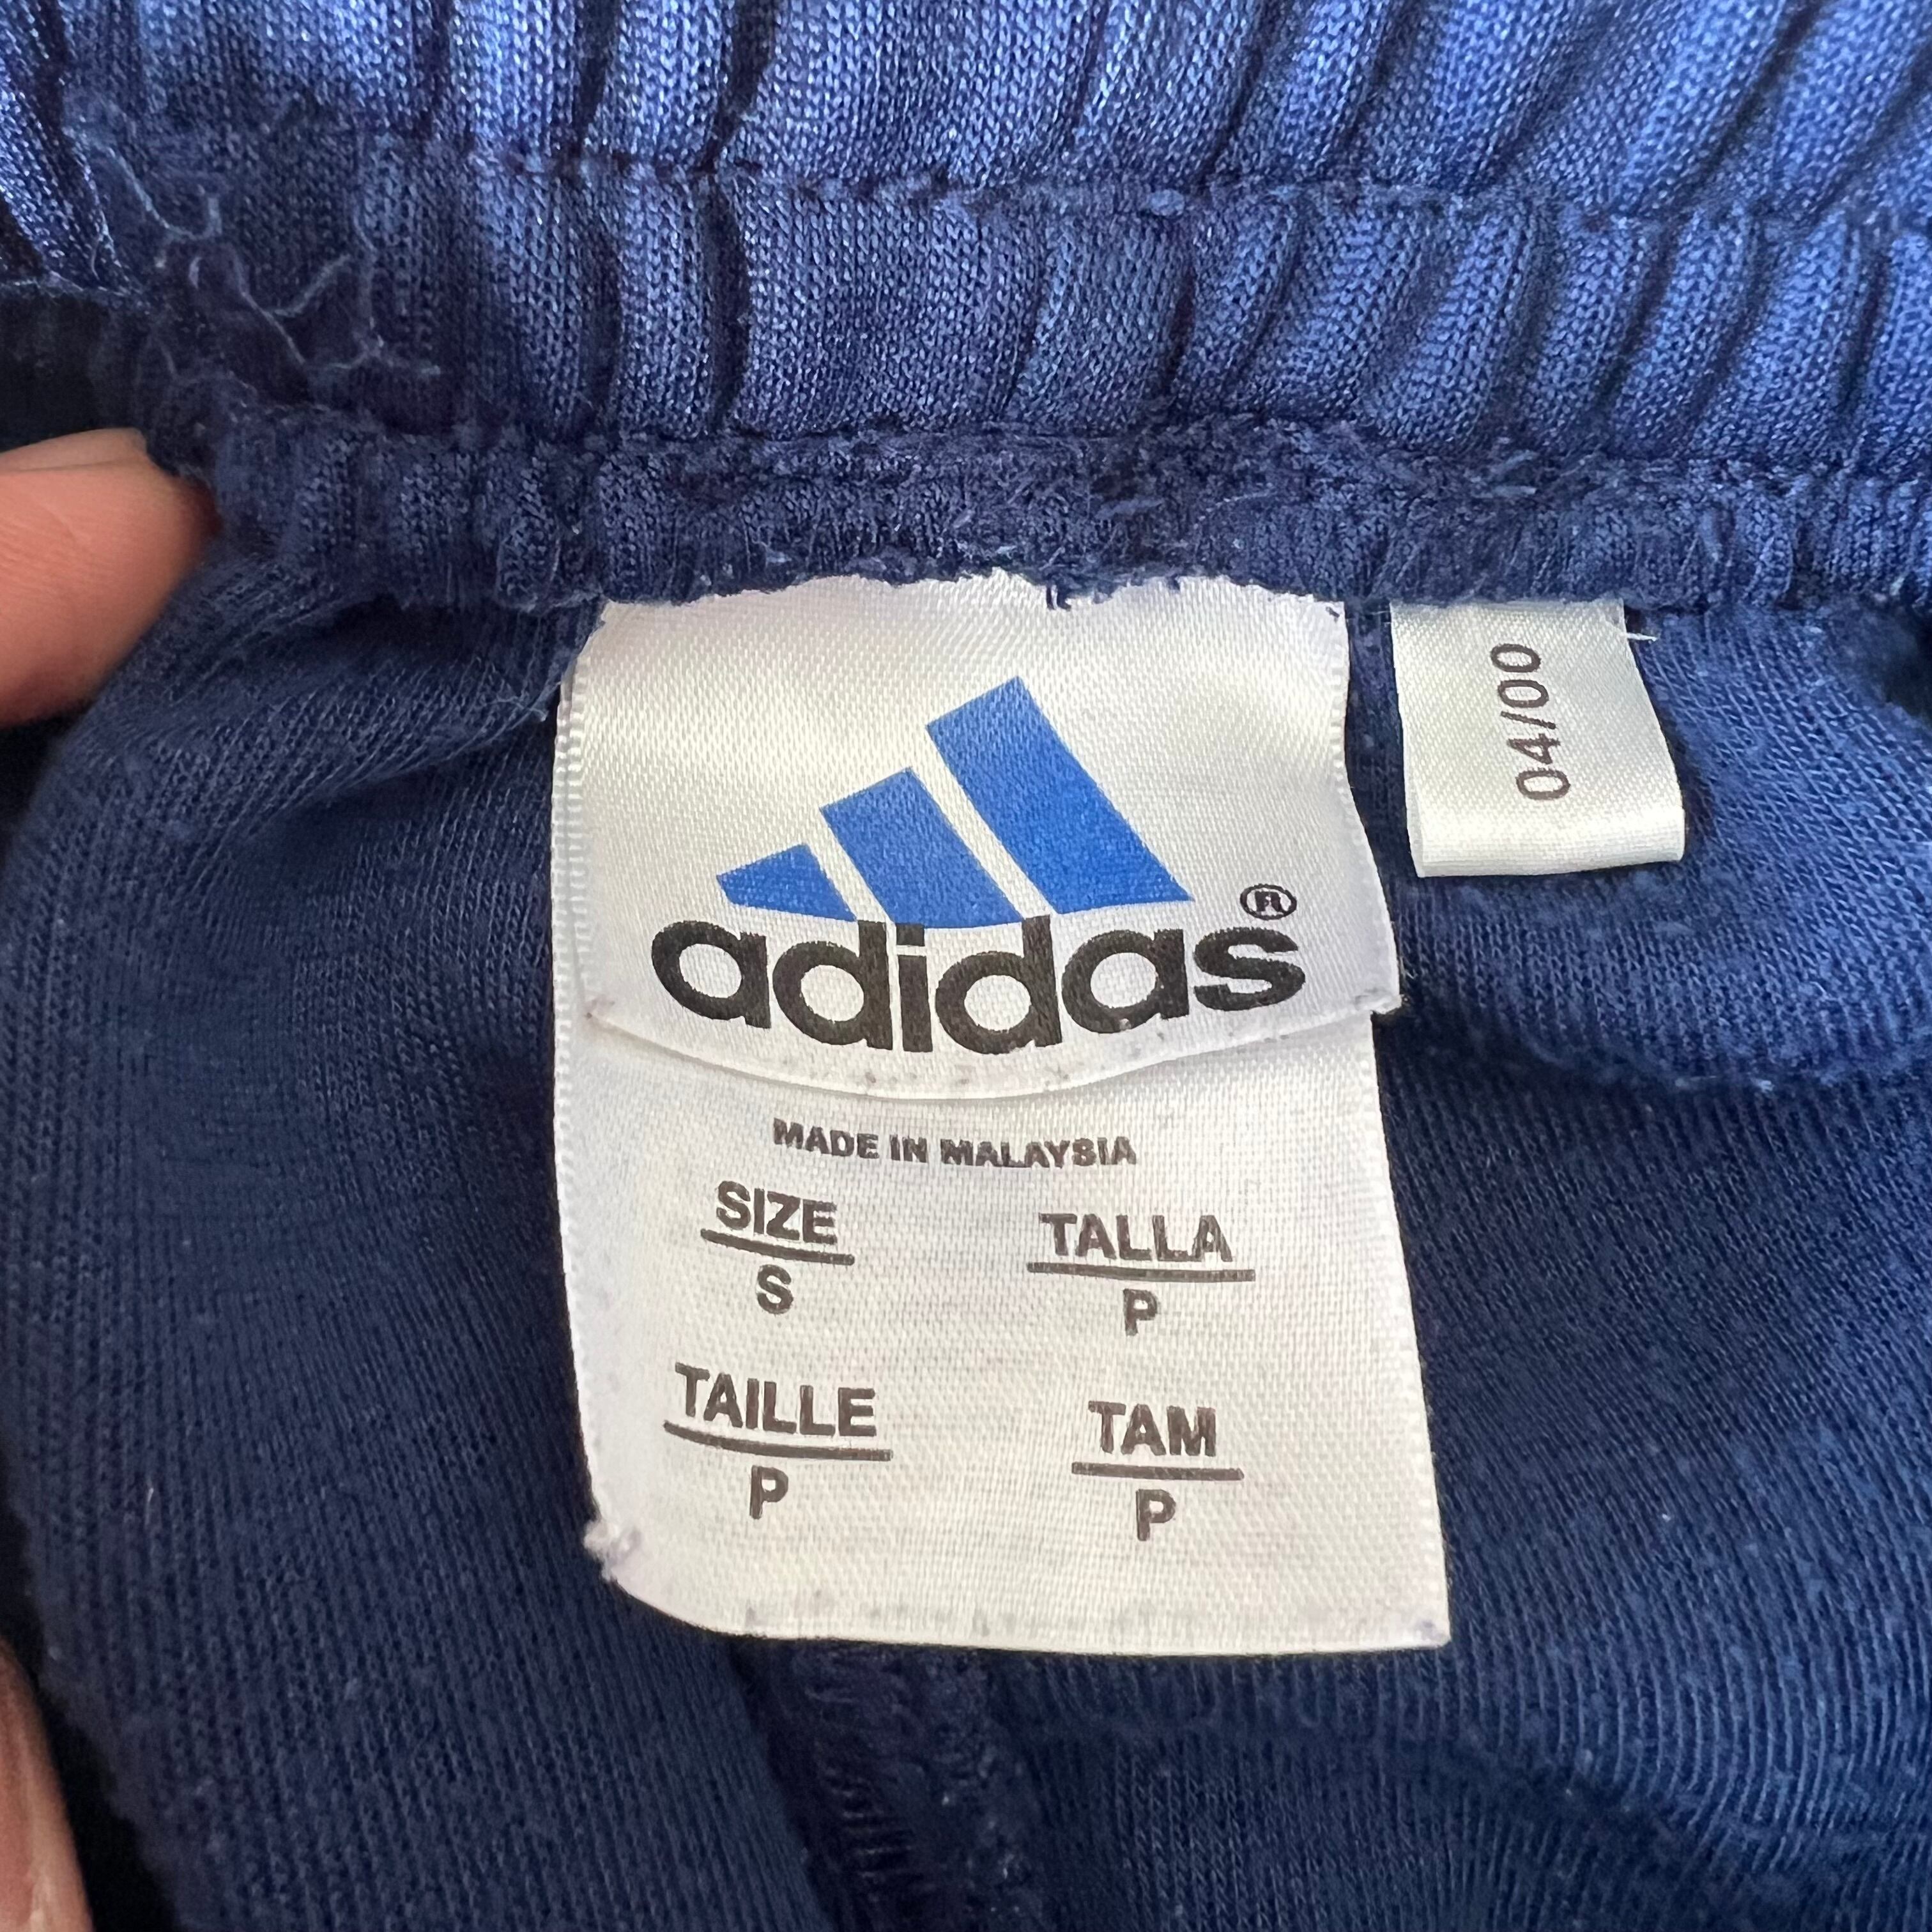 adidas®
04/00
MADE IN MALAYSIA
SIZE TALLA
S P
TAILLE TAM
P P